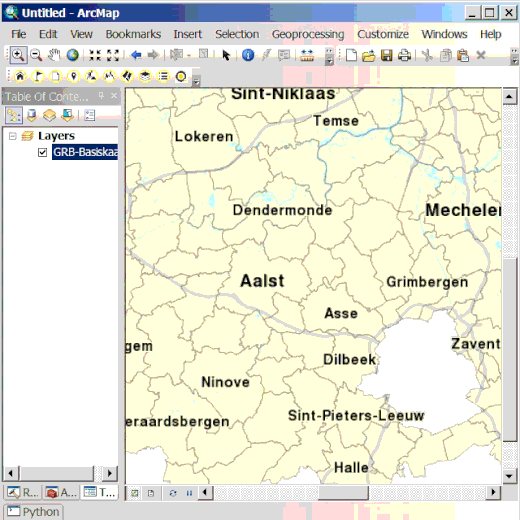 Untitled - ArcMap
File Edit View Bookmarks Insert Selection Geoprocessing Customize Windows Help
Table Of Conte...
Layers
GRB-Basiskaa
Sint-Niklaas
Temse
Lokeren
Dendermonde
Mechelen
Aalst
Grimbergen
Asse
gem
Dilbeek
Zavent
Ninove
eraardsbergen
Sint-Pieters-Leeuw
Halle
R... A... T...
Python